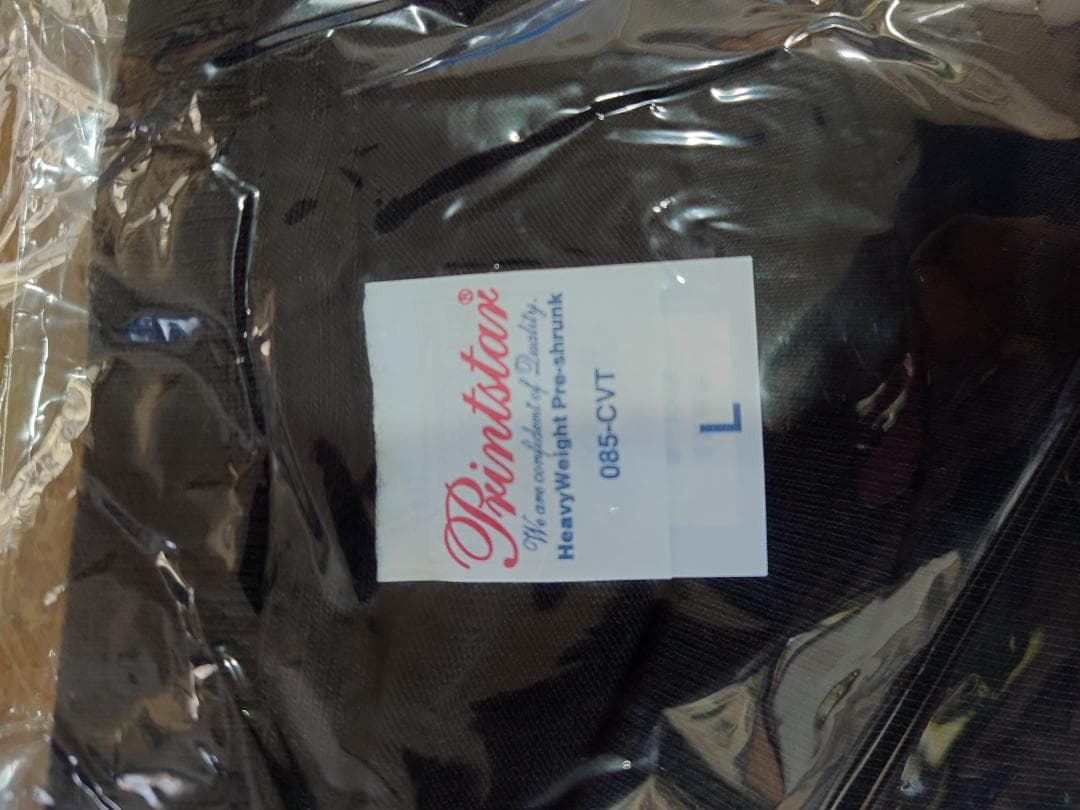 Printstar®
We are confident of Quality.
HeavyWeight Pre-shrunk
085-CVT
L